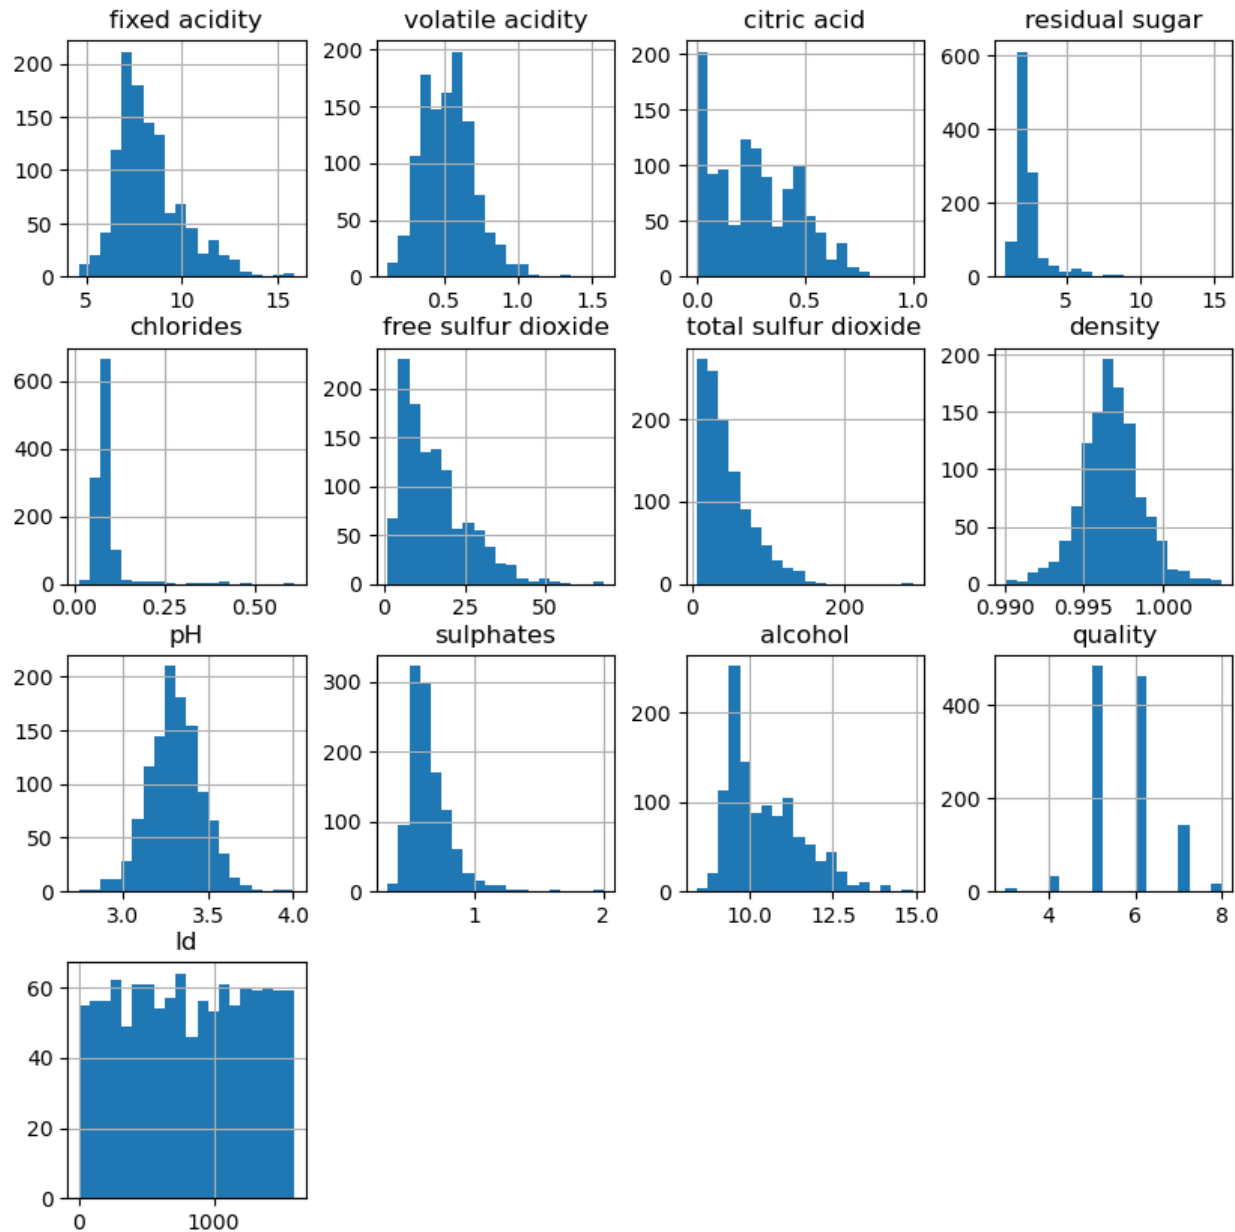 fixed acidity
200
150
100
50
0
5 10 15
volatile acidity
200
150
100
50
0
0.5 1.0 1.5
citric acid
200
150
100
50
0
0.0 0.5 1.0
residual sugar
600
400
200
0
5 10 15
chlorides
600
400
200
0
0.00 0.25 0.50
free sulfur dioxide
200
150
100
50
0
0 25 50
total sulfur dioxide
200
100
0
0 200
density
200
150
100
50
0
0.990 0.995 1.000
pH
200
150
100
50
0
3.0 3.5 4.0
sulphates
300
200
100
0
1 2
alcohol
200
100
0
10.0 12.5 15.0
quality
400
200
0
4 6 8
Id
60
40
20
0
0 1000